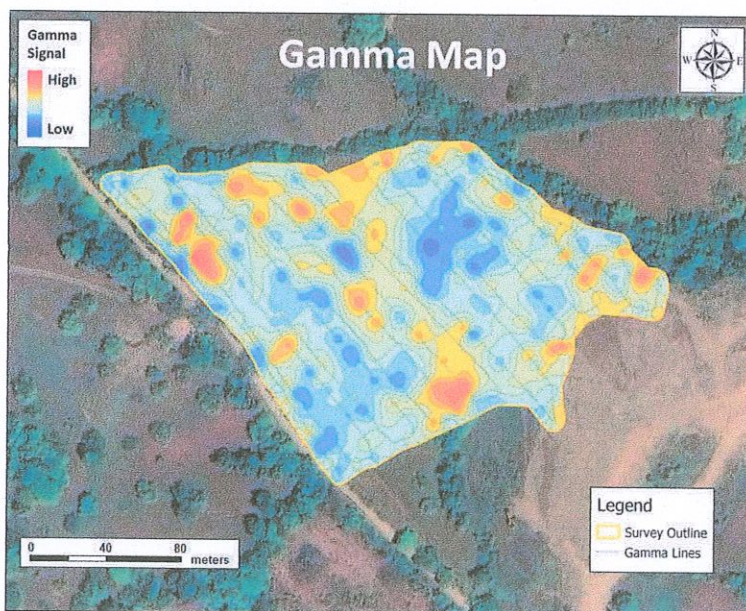 Gamma
Signal
High
Low
Gamma Map
N
W E
S
Legend
Survey Outline
Gamma Lines
0 40 80
meters